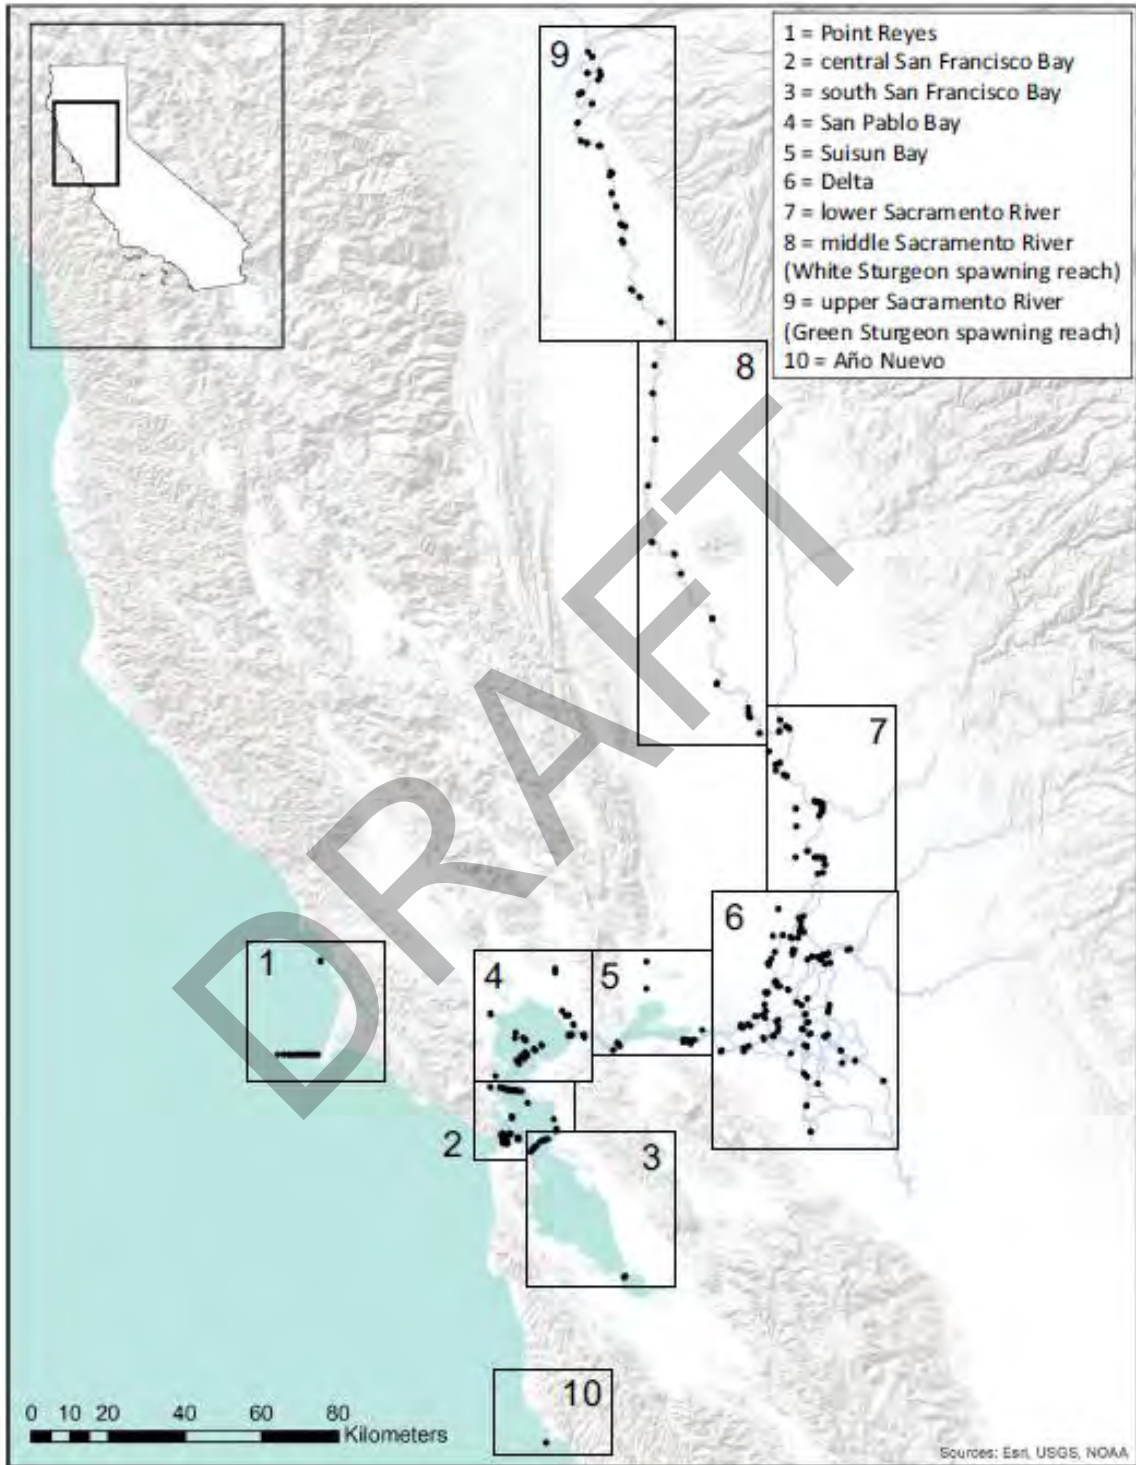 9
1 = Point Reyes
2 = central San Francisco Bay
3 = south San Francisco Bay
4 = San Pablo Bay
5 = Suisun Bay
6 = Delta
7 = lower Sacramento River
8 = middle Sacramento River
(White Sturgeon spawning reach)
9 = upper Sacramento River
(Green Sturgeon spawning reach)
10 = Año Nuevo
8
DRAFT
7
6
1
4
5
2
3
10
0 10 20 40 60 80
Kilometers
Sources: Esri, USGS, NOAA